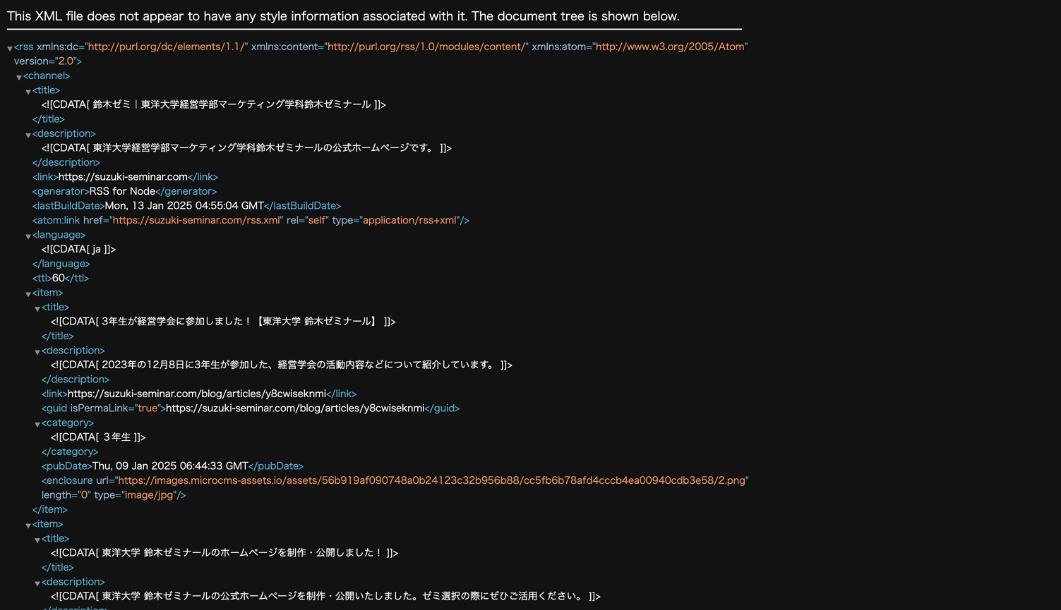 This XML file does not appear to have any style information associated with it. The document tree is shown below.
<rss xmlns:dc="http://purl.org/dc/elements/1.1/" xmlns:content="http://purl.org/rss/1.0/modules/content/" xmlns:atom="http://www.w3.org/2005/Atom"
version="2.0">
<channel>
<title>
<![CDATA[ 鈴木ゼミ｜東洋大学経営学部マーケティング学科鈴木ゼミナール ]]>
</title>
<description>
<![CDATA[ 東洋大学経営学部マーケティング学科鈴木ゼミナールの公式ホームページです。 ]]>
</description>
<link>https://suzuki-seminar.com</link>
<generator>RSS for Node</generator>
<lastBuildDate>Mon, 13 Jan 2025 04:55:04 GMT</lastBuildDate>
<atom:link href="https://suzuki-seminar.com/rss.xml" rel="self" type="application/rss+xml"/>
<language>
<![CDATA[ ja ]]>
</language>
<ttl>60</ttl>
<item>
<title>
<![CDATA[ 3年生が経営学会に参加しました！【東洋大学 鈴木ゼミナール】 ]]>
</title>
<description>
<![CDATA[ 2023年の12月8日に3年生が参加した、経営学会の活動内容などについて紹介しています。 ]]>
</description>
<link>https://suzuki-seminar.com/blog/articles/y8cwiseknmi</link>
<guid isPermaLink="true">https://suzuki-seminar.com/blog/articles/y8cwiseknmi</guid>
<category>
<![CDATA[ ３年生 ]]>
</category>
<pubDate>Thu, 09 Jan 2025 06:44:33 GMT</pubDate>
<enclosure url="https://images.microcms-assets.io/assets/56b919af090748a0b24123c32b956b88/cc5fb6b78afd4cccb4ea00940cdb3e58/2.png"
length="0" type="image/jpg"/>
</item>
<item>
<title>
<![CDATA[ 東洋大学 鈴木ゼミナールのホームページを制作・公開しました！ ]]>
</title>
<description>
<![CDATA[ 東洋大学 鈴木ゼミナールの公式ホームページを制作・公開いたしました。ゼミ選択の際にぜひご活用ください。 ]]>
</description>